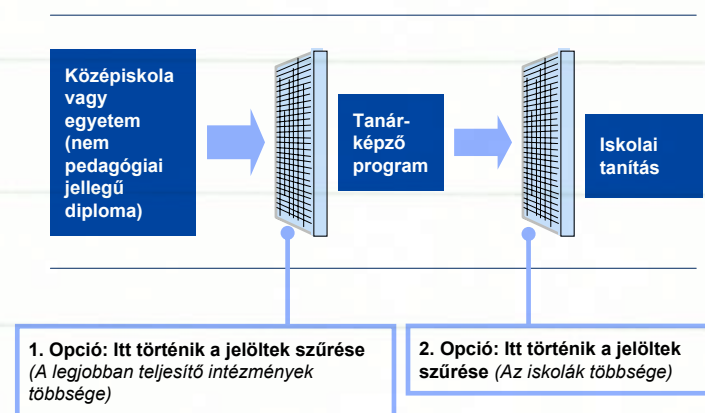 Középiskola
vagy
egyetem
(nem
pedagógiai
jellegű
diploma)
Tanár-
képző
program
Iskolai
tanítás
1. Opció: Itt történik a jelöltek szűrése
(A legjobban teljesítő intézmények
többsége)
2. Opció: Itt történik a jelöltek
szűrése (Az iskolák többsége)